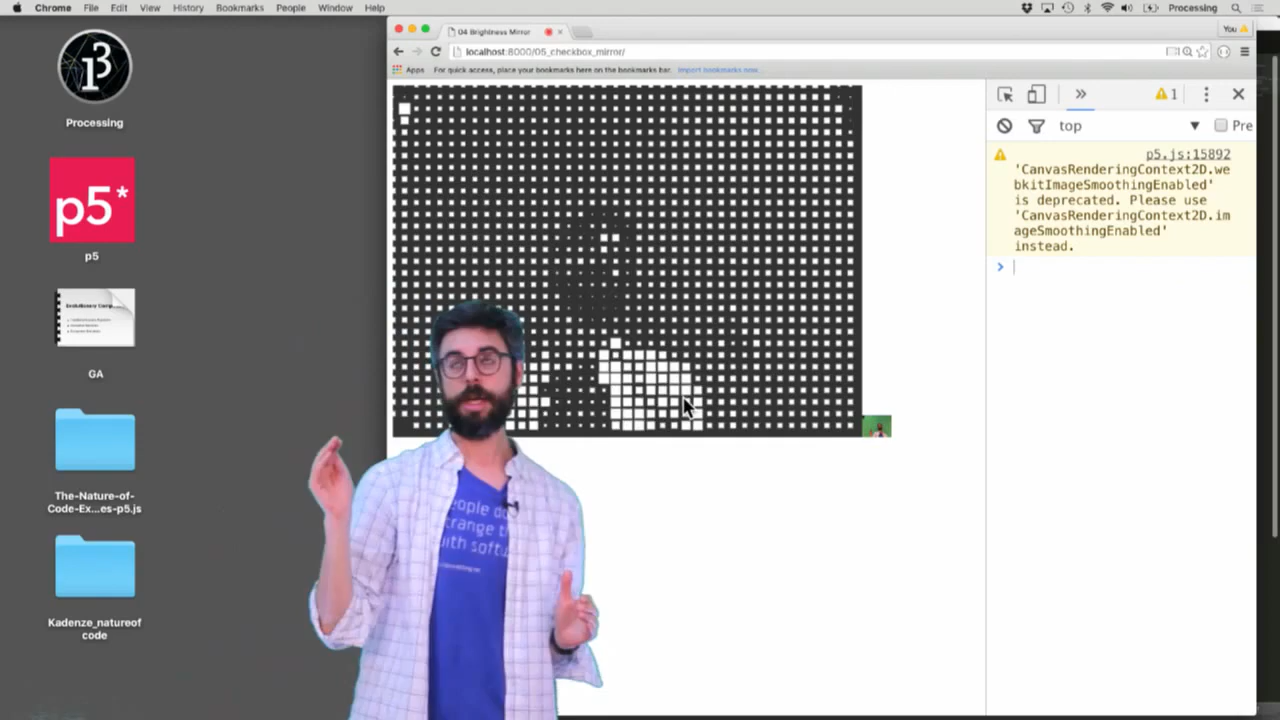 Chrome File Edit View History Bookmarks People Window Help Processing
04 Brightness Mirror
You
localhost:8000/05_checkbox_mirror/
Apps For quick access, place your bookmarks here on the bookmarks bar. Import bookmarks now...
Processing
p5*
p5
GA
The-Nature-of-
Code-Ex...es-p5.js
Kadenze_natureof
code
1
top Pre
p5.js:15892
'CanvasRenderingContext2D.we
bkitImageSmoothingEnabled'
is deprecated. Please use
'CanvasRenderingContext2D.im
ageSmoothingEnabled'
instead.